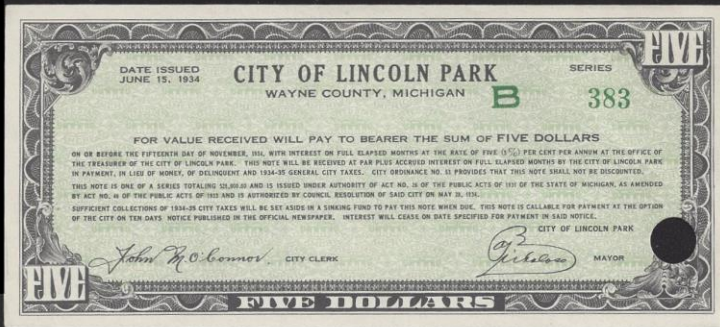 FIVE
DATE ISSUED
JUNE 15, 1934
CITY OF LINCOLN PARK
WAYNE COUNTY, MICHIGAN
SERIES
B
383
FOR VALUE RECEIVED WILL PAY TO BEARER THE SUM OF FIVE DOLLARS
ON OR BEFORE THE FIFTEENTH DAY OF NOVEMBER, 1934, WITH INTEREST ON FULL ELAPSED MONTHS AT THE RATE OF FIVE (5%) PER CENT PER ANNUM AT THE OFFICE OF
THE TREASURER OF THE CITY OF LINCOLN PARK. THIS NOTE WILL BE RECEIVED AT PAR PLUS ACCRUED INTEREST ON FULL ELAPSED MONTHS BY THE CITY OF LINCOLN PARK
IN PAYMENT, IN LIEU OF MONEY, OF DELINQUENT AND 1934-35 GENERAL CITY TAXES. CITY ORDINANCE NO. 13 PROVIDES THAT THIS NOTE SHALL NOT BE DISCOUNTED.
THIS NOTE IS ONE OF A SERIES TOTALING AND IS ISSUED UNDER AUTHORITY OF ACT NO. OF THE PUBLIC ACTS OF OF THE STATE OF MICHIGAN, AS AMENDED
BY ACT NO. OF THE PUBLIC ACTS OF 1933 AND IS AUTHORIZED BY COUNCIL RESOLUTION OF SAID CITY ON MAY 1934.
SUFFICIENT COLLECTIONS OF 1934-35 CITY TAXES WILL BE SET ASIDE IN A SINKING FUND TO PAY THIS NOTE WHEN DUE. THIS NOTE IS CALLABLE FOR PAYMENT AT THE OPTION
OF THE CITY ON TEN DAYS. NOTICE PUBLISHED IN THE OFFICIAL NEWSPAPER. INTEREST WILL CEASE ON DATE SPECIFIED FOR PAYMENT IN SAID NOTICE.
CITY OF LINCOLN PARK
John M. O'Connor CITY CLERK
MAYOR
FIVE
FIVE DOLLARS